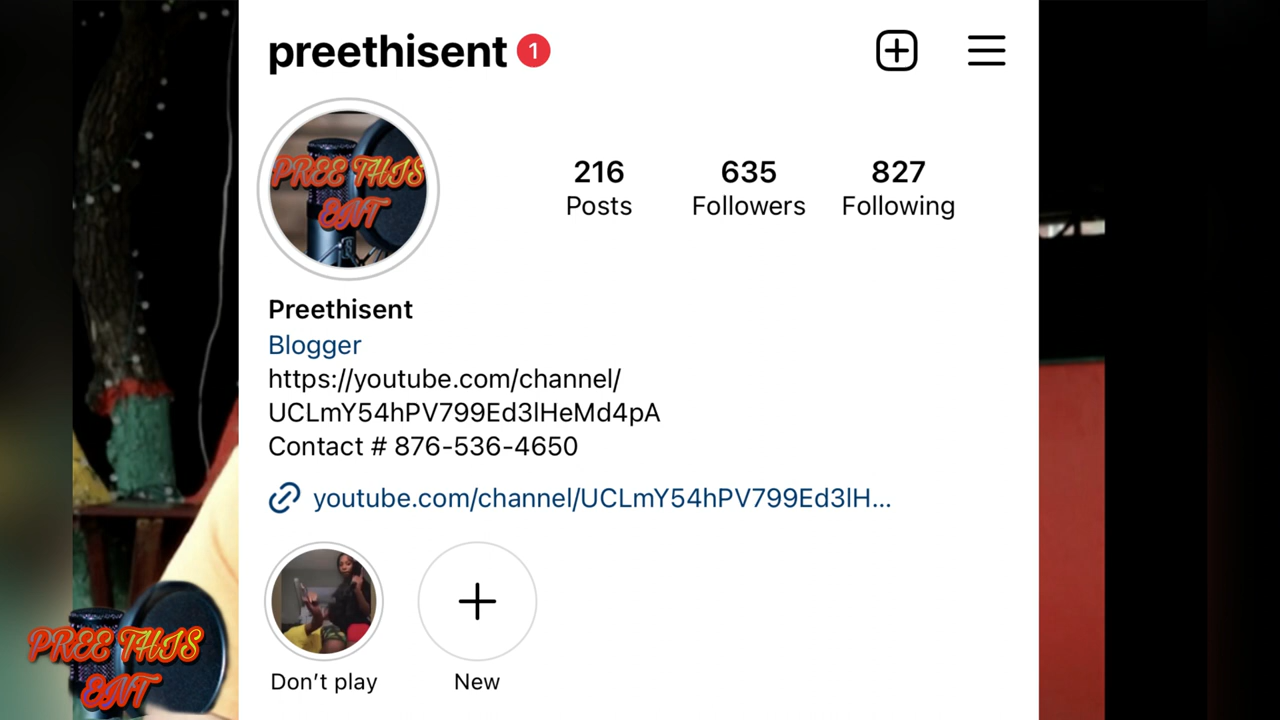 preethisent 1
PREE THIS
ENT
216 635 827
Posts Followers Following
Preethisent
Blogger
https://youtube.com/channel/
UCLmY54hPV799Ed3lHeMd4pA
Contact # 876-536-4650
youtube.com/channel/UCLmY54hPV799Ed3lH...
Don't play New
PREE THIS
ENT